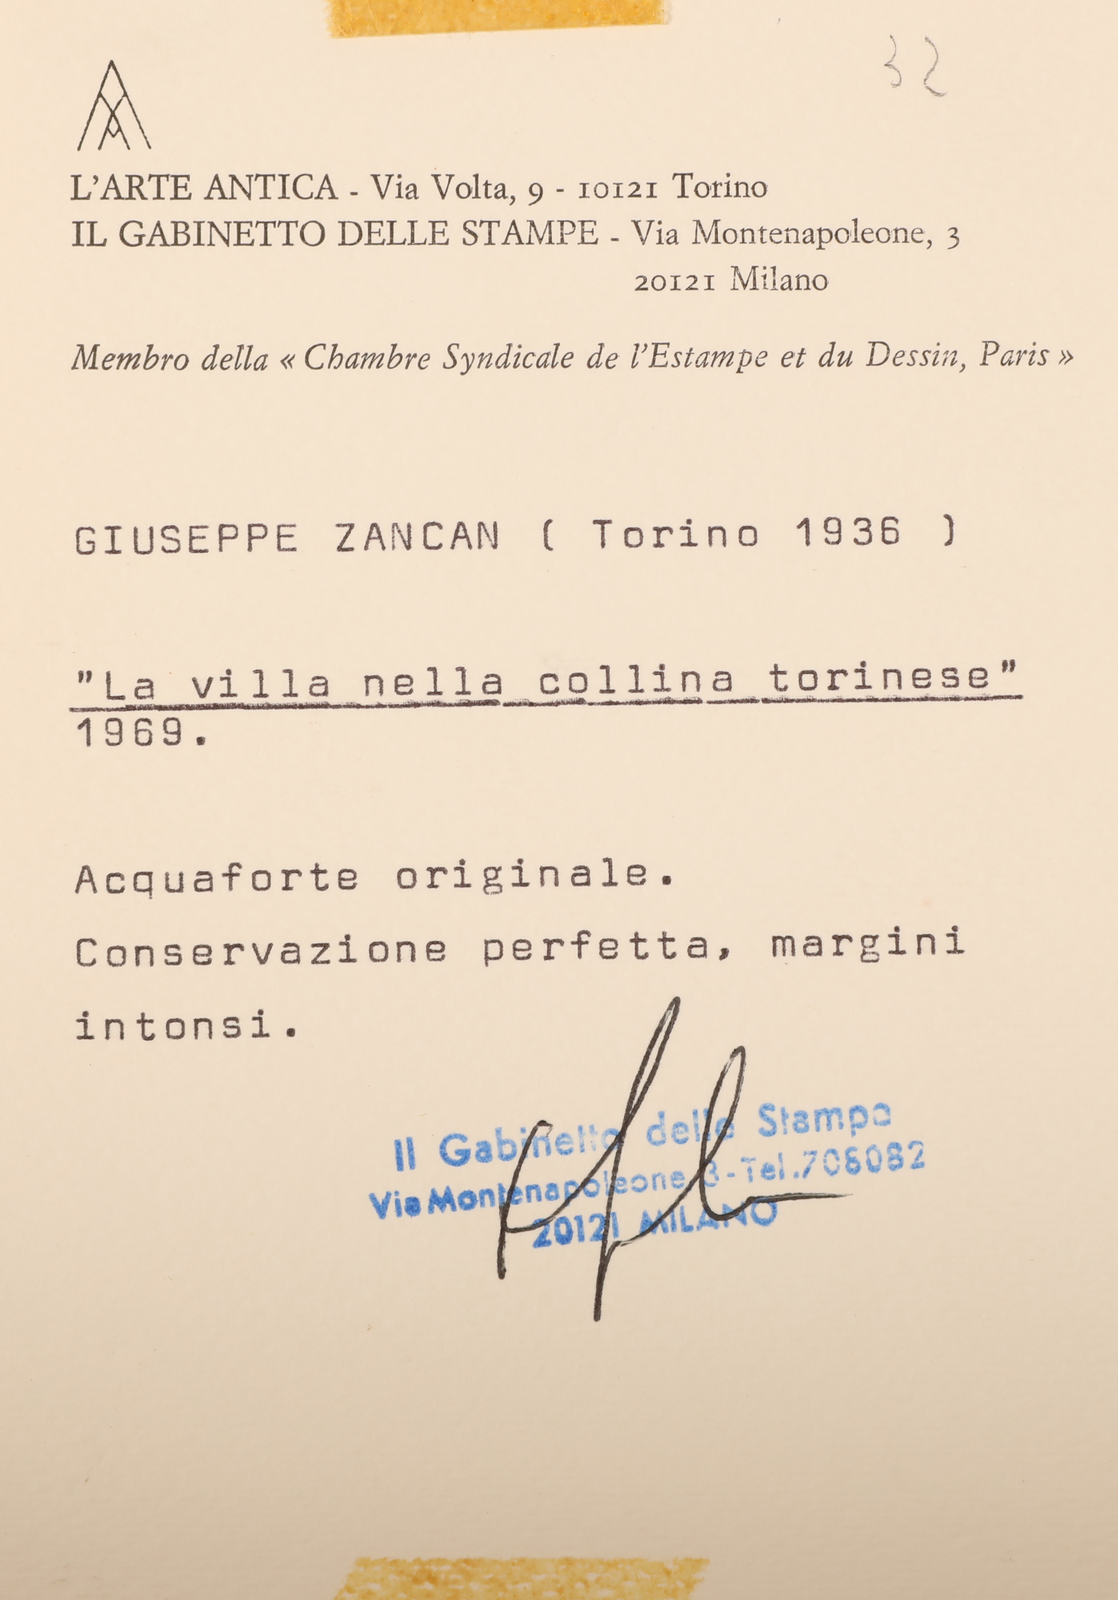 32
L'ARTE ANTICA - Via Volta, 9 - 10121 Torino
IL GABINETTO DELLE STAMPE - Via Montenapoleone, 3
20121 Milano
Membro della « Chambre Syndicale de l'Estampe et du Dessin, Paris »
GIUSEPPE ZANCAN ( Torino 1936 )
"La villa nella collina torinese"
1969.
Acquaforte originale.
Conservazione perfetta, margini
intonsi.
Il Gabinetto delle Stampe
Via Montenapoleone 3 - Tel.
20121 MILANO